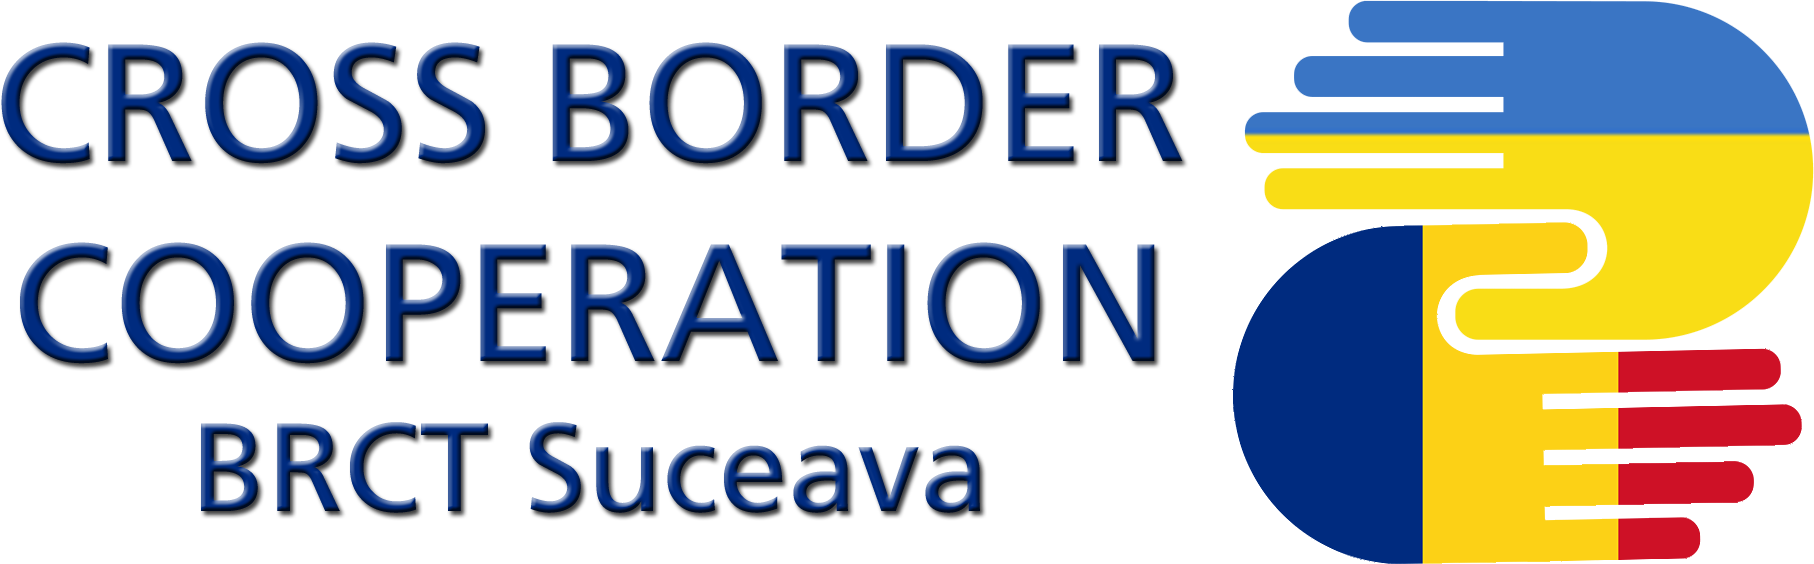 CROSS BORDER
COOPERATION
BRCT Suceava